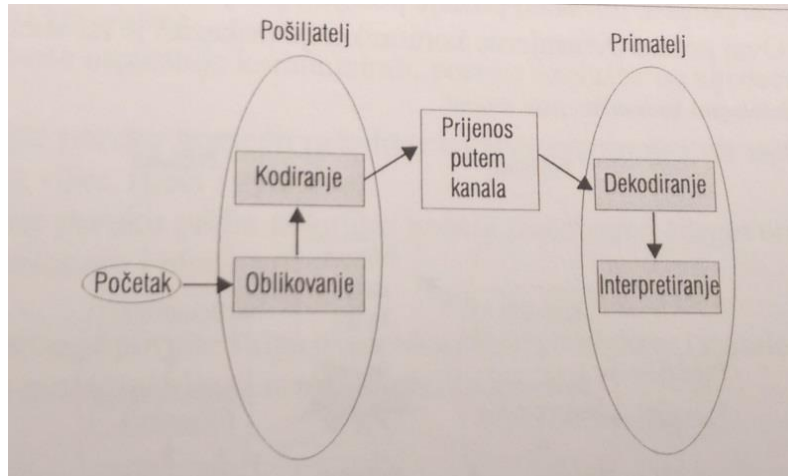 Pošiljatelj
Primatelj
Prijenos
putem
kanala
Kodiranje
Dekodiranje
Početak
Oblikovanje
Interpretiranje